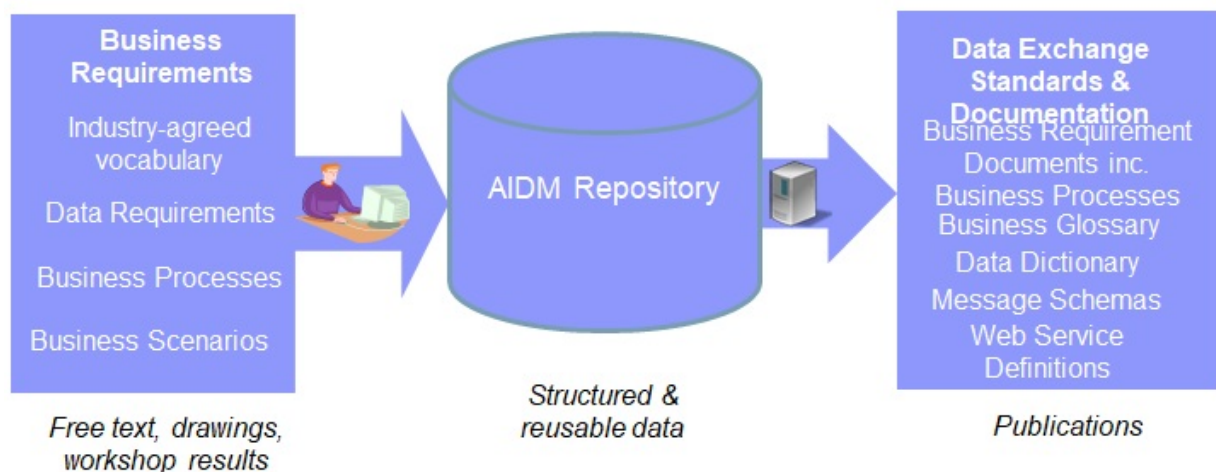 Business
Requirements
Industry-agreed
vocabulary
Data Requirements
Business Processes
Business Scenarios
Free text, drawings,
workshop results
AIDM Repository
Structured &
reusable data
Data Exchange
Standards &
Documentation
Business Requirement
Documents inc.
Business Processes
Business Glossary
Data Dictionary
Message Schemas
Web Service
Definitions
Publications